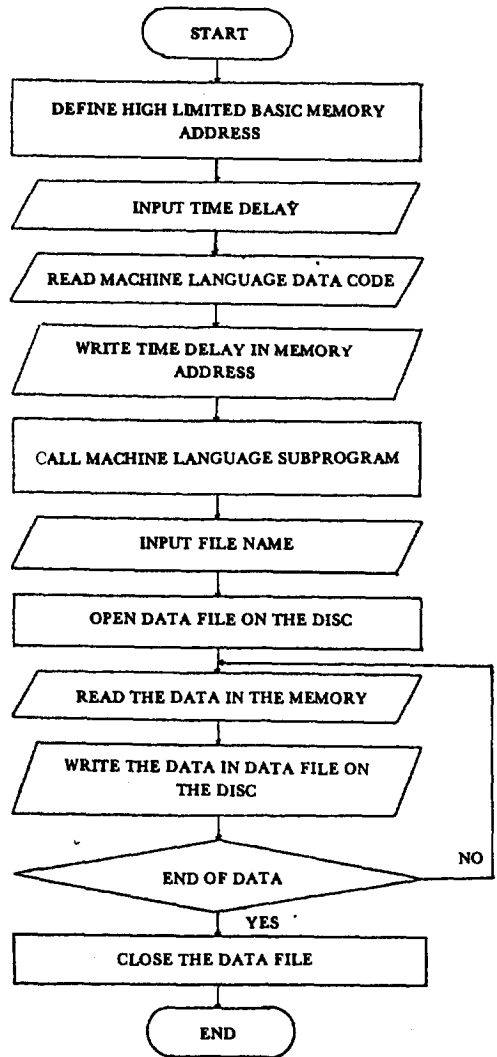 START
DEFINE HIGH LIMITED BASIC MEMORY
ADDRESS
INPUT TIME DELAY
READ MACHINE LANGUAGE DATA CODE
WRITE TIME DELAY IN MEMORY
ADDRESS
CALL MACHINE LANGUAGE SUBPROGRAM
INPUT FILE NAME
OPEN DATA FILE ON THE DISC
READ THE DATA IN THE MEMORY
WRITE THE DATA IN DATA FILE ON
THE DISC
END OF DATA
NO
YES
CLOSE THE DATA FILE
END